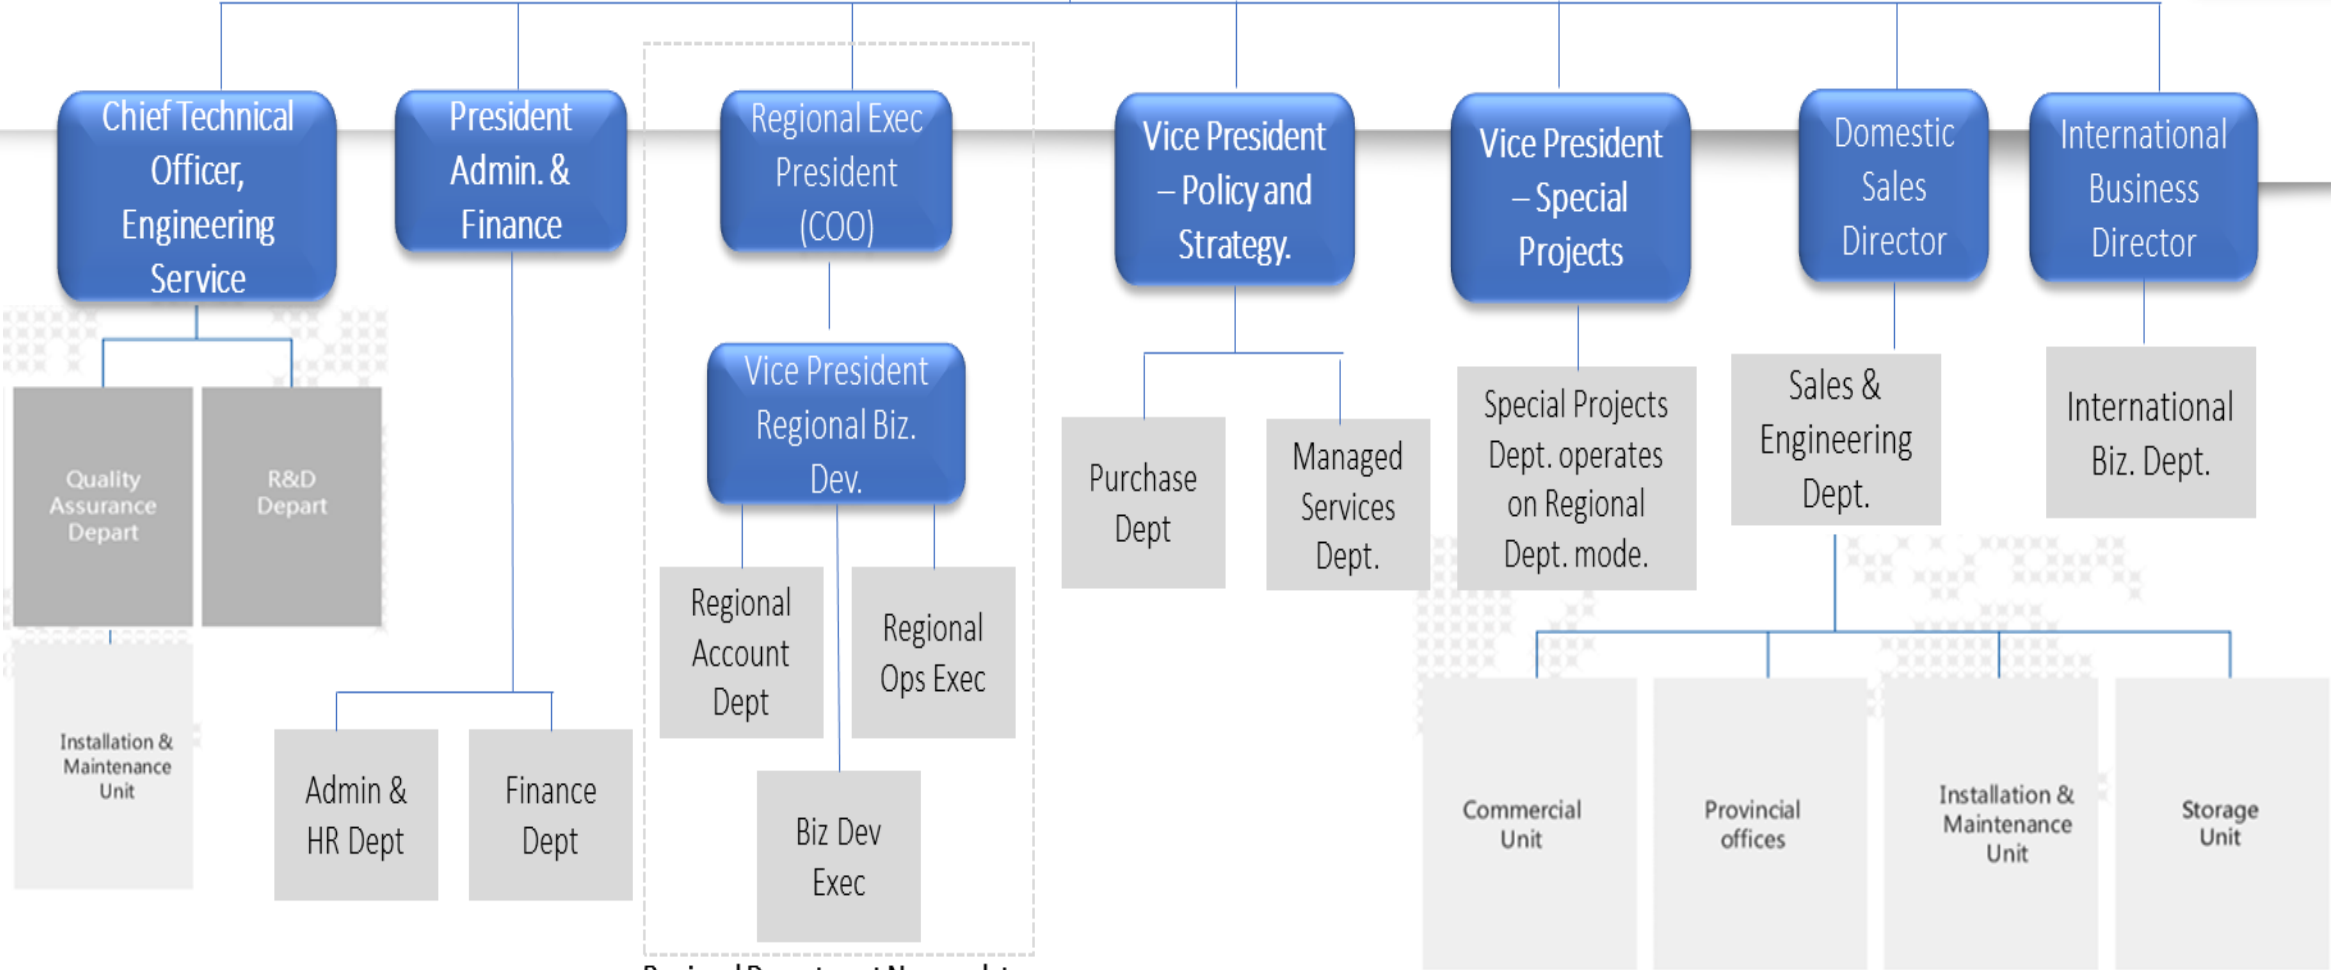 Chief Technical
Officer,
Engineering
Service
President
Admin. &
Finance
Regional Exec
President
(COO)
Vice President
– Policy and
Strategy.
Vice President
– Special
Projects
Domestic
Sales
Director
International
Business
Director
Vice President
Regional Biz.
Dev.
Quality
Assurance
Depart
R&D
Depart
Purchase
Dept
Managed
Services
Dept.
Special Projects
Dept. operates
on Regional
Dept. mode.
Sales &
Engineering
Dept.
International
Biz. Dept.
Regional
Account
Dept
Regional
Ops Exec
Installation &
Maintenance
Unit
Admin &
HR Dept
Finance
Dept
Biz Dev
Exec
Commercial
Unit
Provincial
offices
Installation &
Maintenance
Unit
Storage
Unit